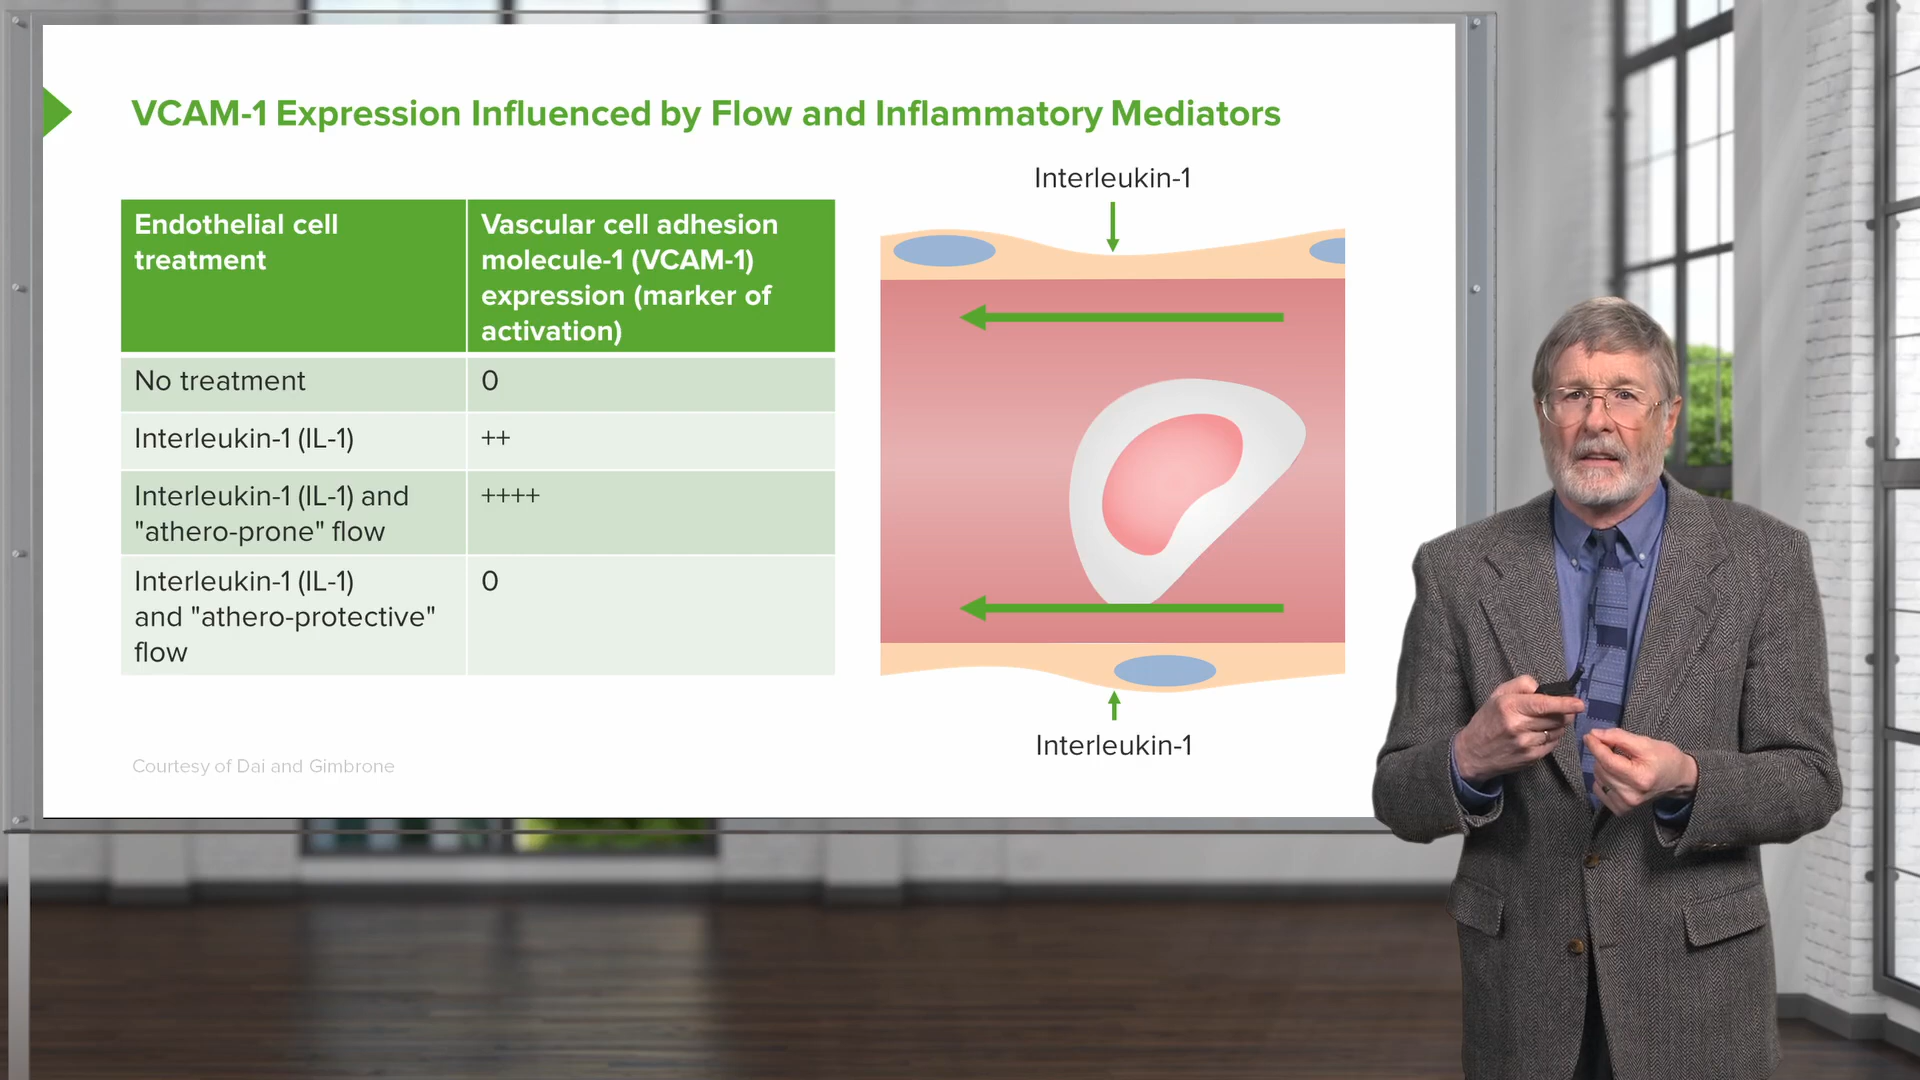 VCAM-1 Expression Influenced by Flow and Inflammatory Mediators
Endothelial cell
treatment
Vascular cell adhesion
molecule-1 (VCAM-1)
expression (marker of
activation)
No treatment
0
Interleukin-1 (IL-1)
++
Interleukin-1 (IL-1) and
"athero-prone" flow
++++
Interleukin-1 (IL-1)
and "athero-protective"
flow
0
Interleukin-1
Interleukin-1
Courtesy of Dai and Gimbrone